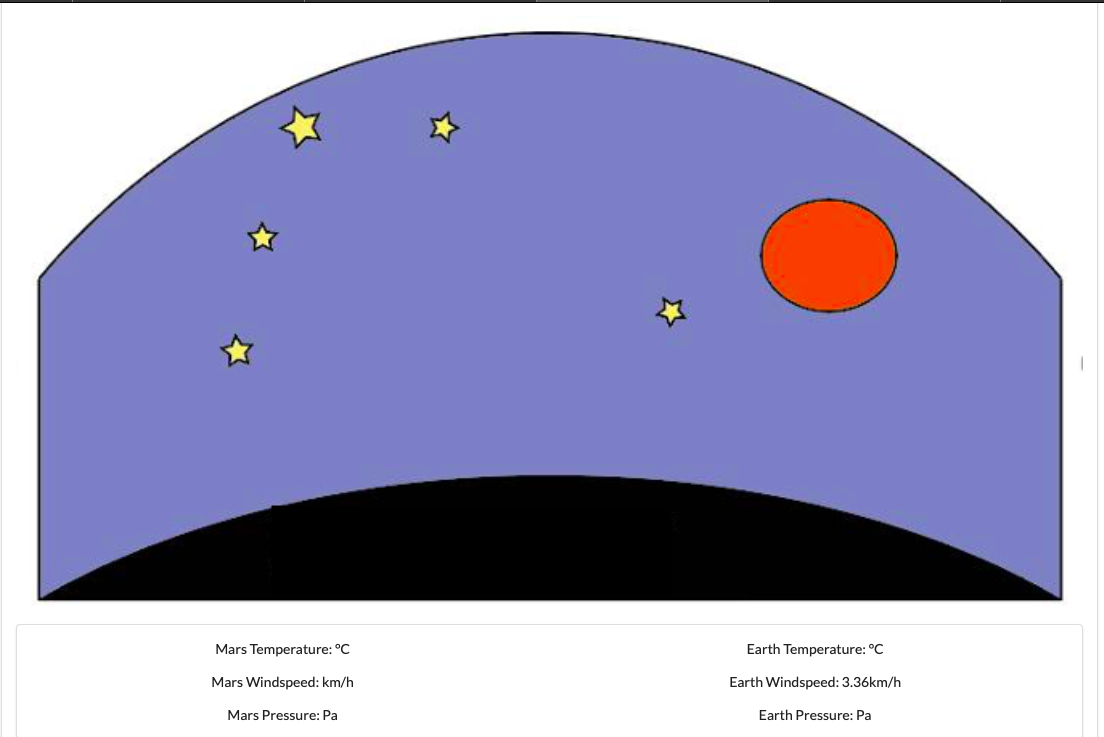 Mars Temperature: °C
Earth Temperature: °C
Mars Windspeed: km/h
Earth Windspeed: 3.36km/h
Mars Pressure: Pa
Earth Pressure: Pa